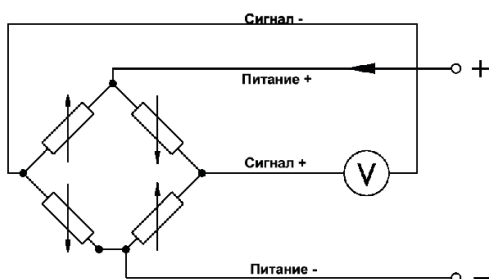 Сигнал -
Питание +
+
Сигнал +
V
Питание -
-